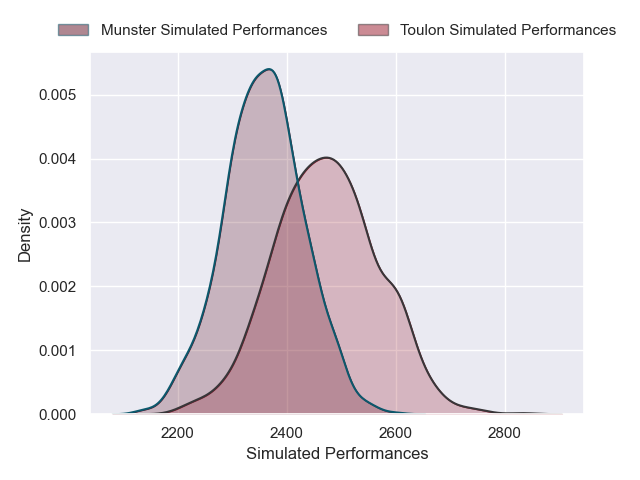 Munster Simulated Performances
Toulon Simulated Performances
0.005
0.004
0.003
0.002
0.001
0.000
Density
2200
2400
2600
2800
Simulated Performances